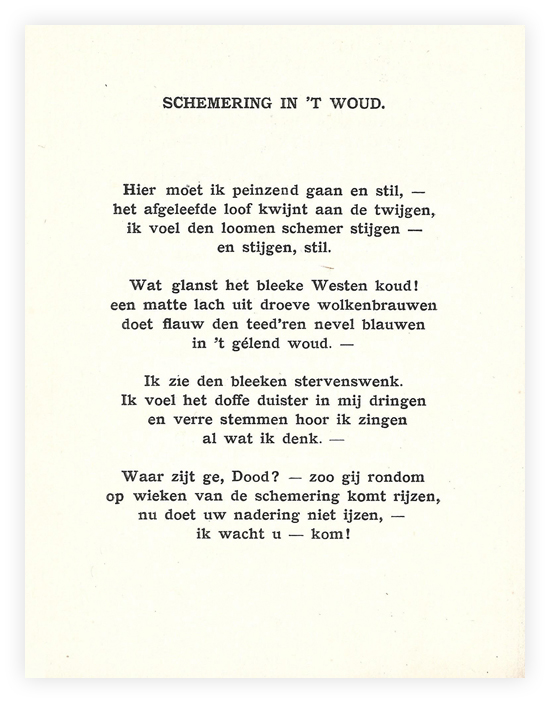 SCHEMERING IN 'T WOUD.
Hier moet ik peinzend gaan en stil, —
het afgeleefde loof kwijnt aan de twijgen,
ik voel den loomen schemer stijgen —
en stijgen, stil.
Wat glanst het bleeke Westen koud!
een matte lach uit droeve wolkenbrauwen
doet flauw den teed'ren nevel blauwen
in 't gélend woud. —
Ik zie den bleeken stervenswenk.
Ik voel het doffe duister in mij dringen
en verre stemmen hoor ik zingen
al wat ik denk. —
Waar zijt ge, Dood? — zoo gij rondom
op wieken van de schemering komt rijzen,
nu doet uw nadering niet ijzen, —
ik wacht u — kom!